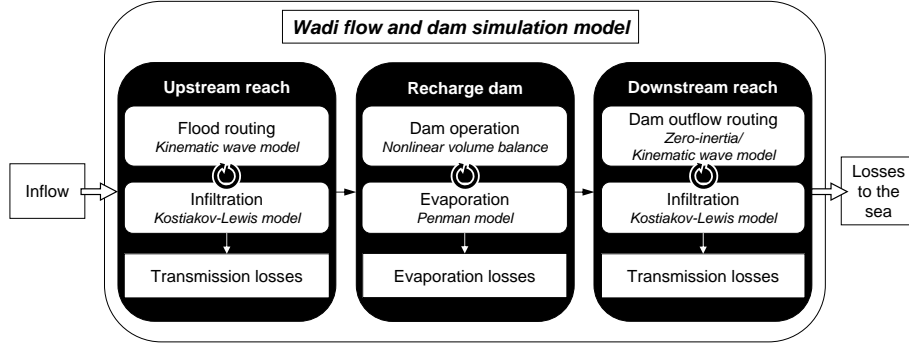 Wadi flow and dam simulation model
Inflow
Upstream reach
Flood routing
Kinematic wave model
Infiltration
Kostiakov-Lewis model
Transmission losses
Recharge dam
Dam operation
Nonlinear volume balance
Evaporation
Penman model
Evaporation losses
Downstream reach
Dam outflow routing
Zero-inertia/
Kinematic wave model
Infiltration
Kostiakov-Lewis model
Transmission losses
Losses
to the
sea